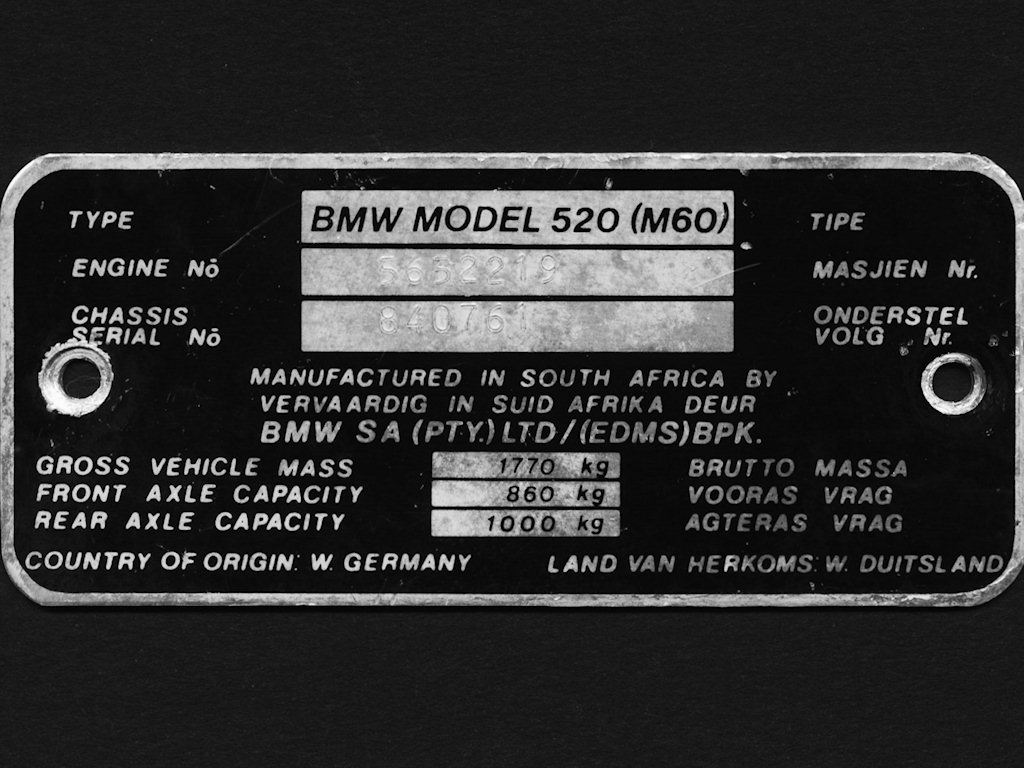 TYPE BMW MODEL 520 (M60) TIPE
ENGINE Nō 5632219 MASJIEN Nr.
CHASSIS ONDERSTEL
SERIAL Nō 840761 VOLG Nr.
MANUFACTURED IN SOUTH AFRICA BY
VERVAARDIG IN SUID AFRIKA DEUR
BMW SA (PTY.) LTD/(EDMS) BPK.
GROSS VEHICLE MASS 1770 kg BRUTTO MASSA
FRONT AXLE CAPACITY 860 kg VOORAS VRAG
REAR AXLE CAPACITY 1000 kg AGTERAS VRAG
COUNTRY OF ORIGIN: W. GERMANY LAND VAN HERKOMS: W. DUITSLAND